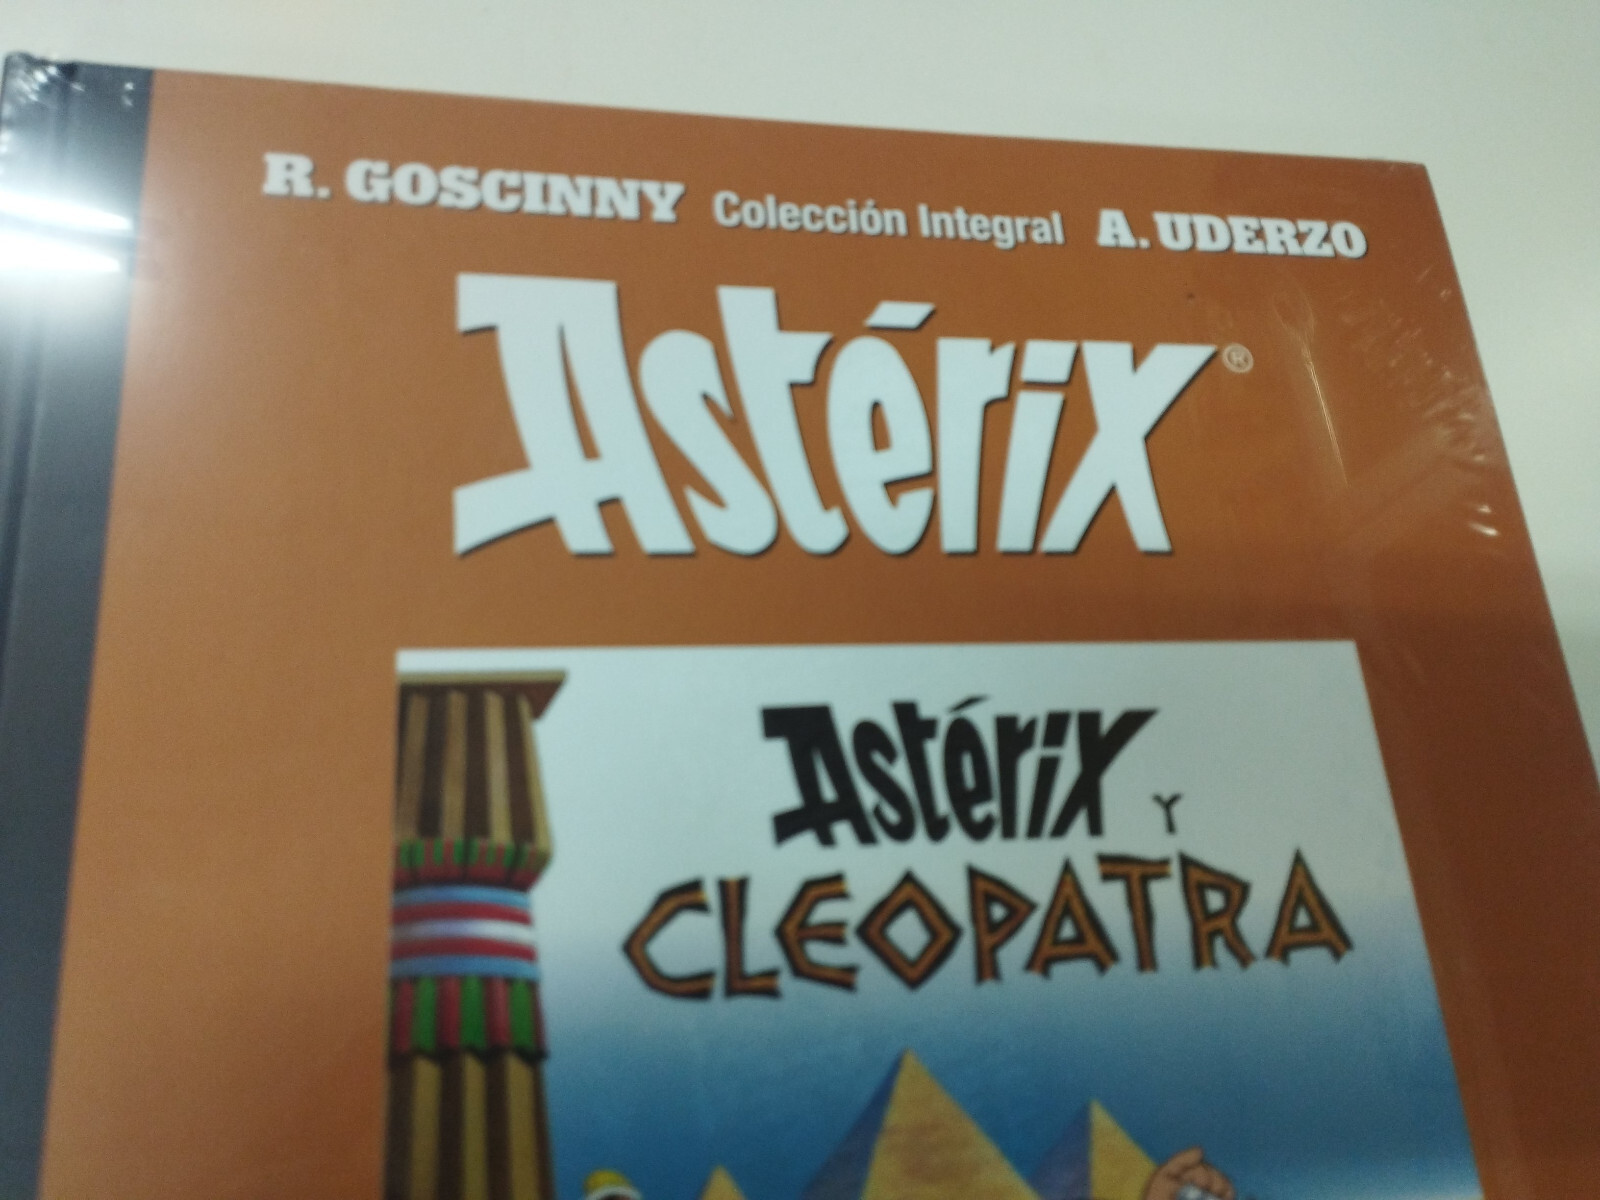 R. GOSCINNY Colección Integral A. UDERZO
Astérix®
Astérix Y
CLEOPATRA